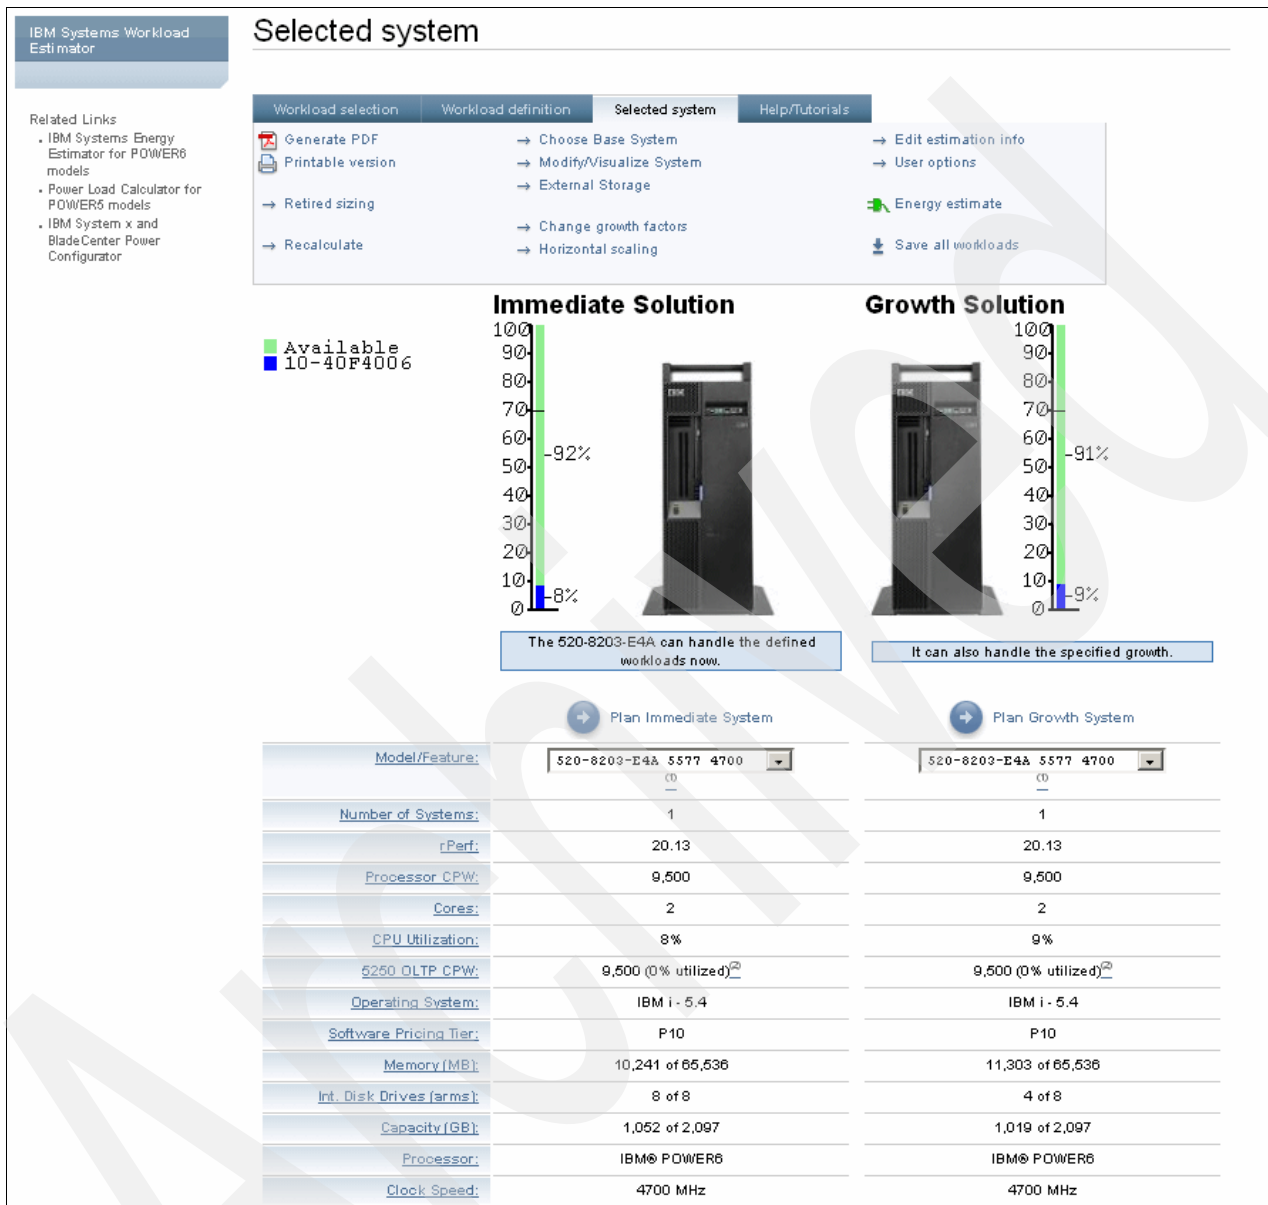 IBM Systems Workload
Estimator
Selected system
Related Links
IBM Systems Energy
Estimator for POWER6
models
Power Load Calculator for
POWER5 models
IBM System x and
BladeCenter Power
Configurator
Workload selection Workload definition Selected system Help/Tutorials
Generate PDF → Choose Base System → Edit estimation info
Printable version → Modify/Visualize System → User options
→ External Storage
→ Retired sizing Energy estimate
→ Change growth factors
→ Recalculate → Horizontal scaling Save all workloads
Immediate Solution Growth Solution
Available
10-40F4006
100 100
90 90
80 80
70 70
60 60
92% 91%
50 50
40 40
30 30
20 20
10 10
8% 9%
0 0
The 520-8203-E4A can handle the defined
workloads now.
It can also handle the specified growth.
Plan Immediate System Plan Growth System
Model/Feature: 520-8203-E4A 5577 4700 520-8203-E4A 5577 4700
(1) (1)
Number of Systems: 1 1
rPerf: 20.13 20.13
Processor CPW: 9,500 9,500
Cores: 2 2
CPU Utilization: 8% 9%
5250 OLTP CPW: 9,500 (0% utilized)(2) 9,500 (0% utilized)(2)
Operating System: IBM i - 5.4 IBM i - 5.4
Software Pricing Tier: P10 P10
Memory (MB): 10,241 of 65,536 11,303 of 65,536
Int. Disk Drives (arms): 8 of 8 4 of 8
Capacity (GB): 1,052 of 2,097 1,019 of 2,097
Processor: IBM® POWER6 IBM® POWER6
Clock Speed: 4700 MHz 4700 MHz
Archived